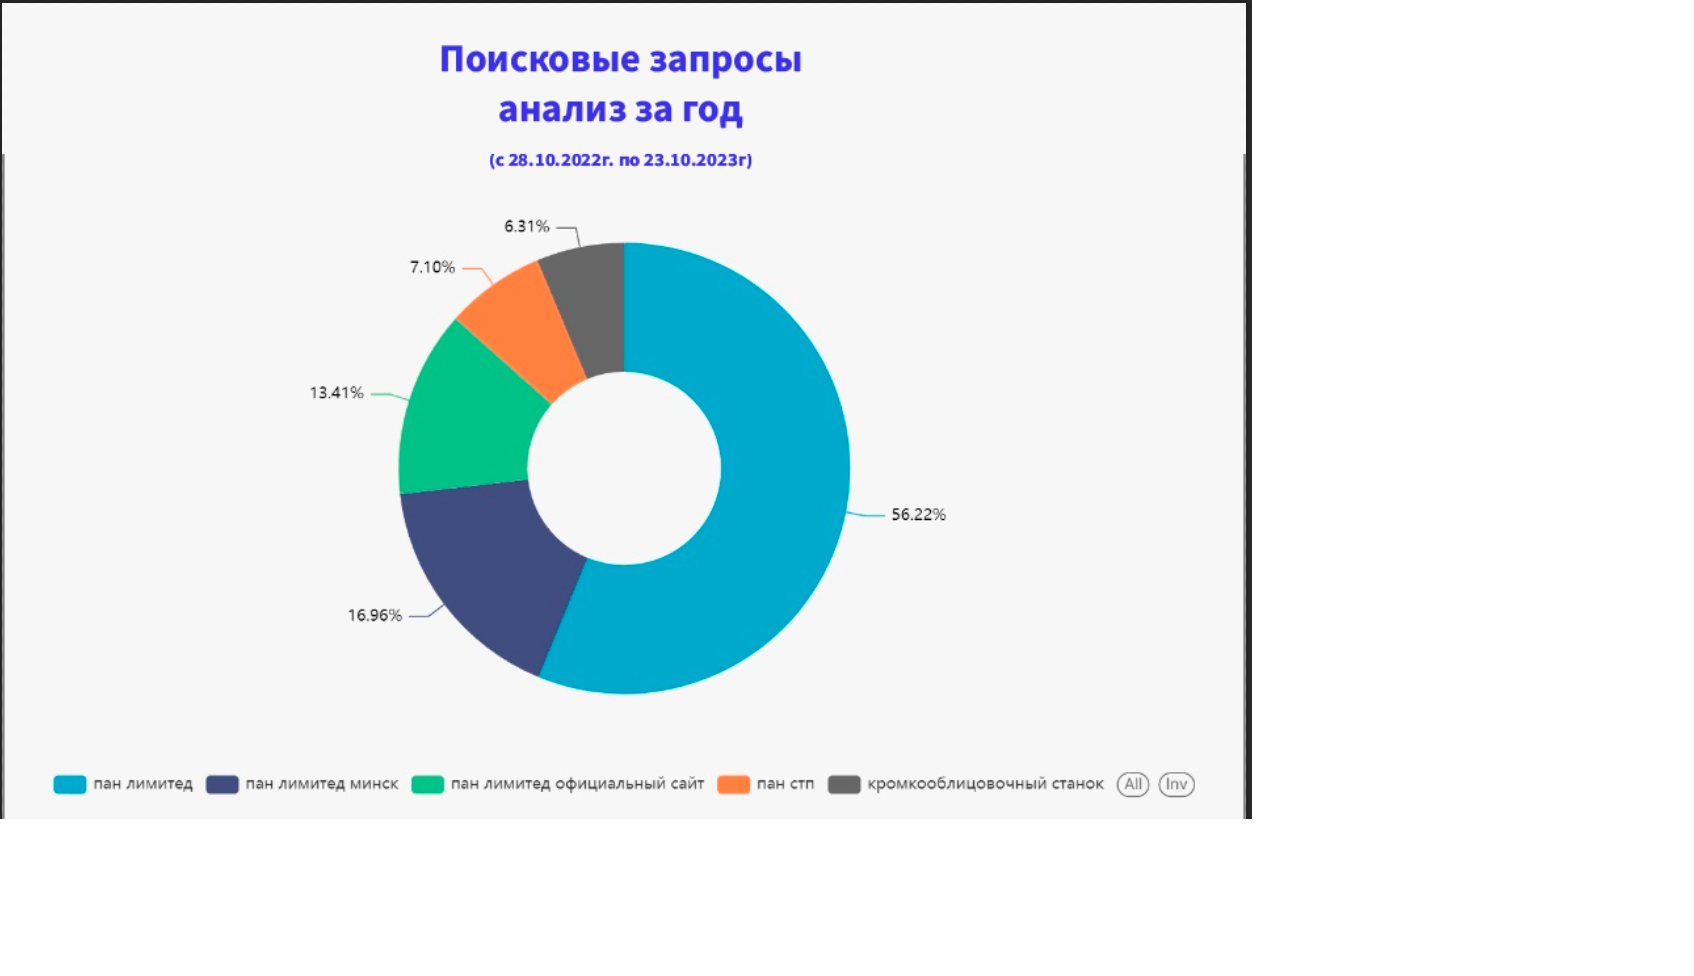 Поисковые запросы
анализ за год
(с 28.10.2022г. по 23.10.2023г)
6.31%
7.10%
13.41%
56.22%
16.96%
пан лимитед пан лимитед минск пан лимитед официальный сайт пан стп кромкооблицовочный станок All Inv